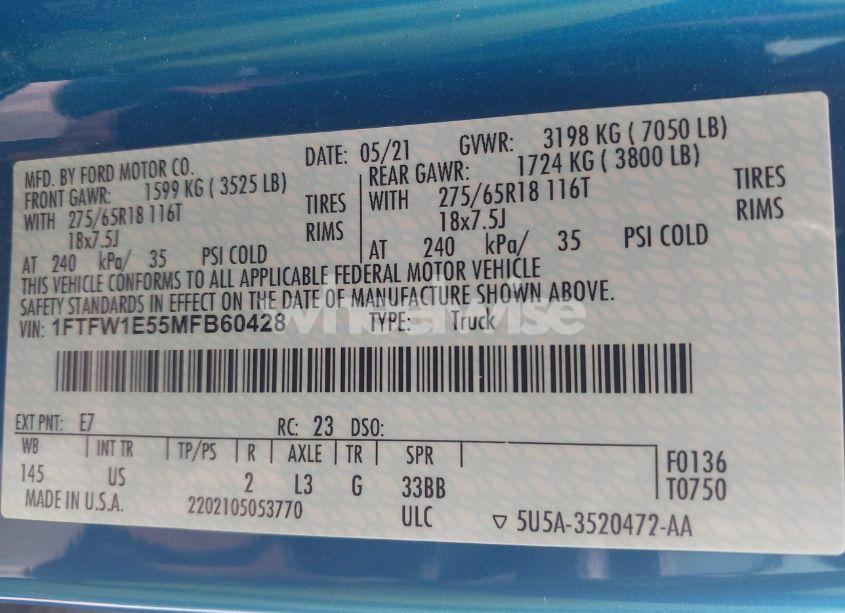 MFD. BY FORD MOTOR CO. DATE: 05/21 GVWR: 3198 KG ( 7050 LB)
FRONT GAWR: 1599 KG ( 3525 LB) REAR GAWR: 1724 KG ( 3800 LB)
WITH 275/65R18 116T TIRES WITH 275/65R18 116T TIRES
18x7.5J RIMS 18x7.5J RIMS
AT 240 kPa/ 35 PSI COLD AT 240 kPa/ 35 PSI COLD
THIS VEHICLE CONFORMS TO ALL APPLICABLE FEDERAL MOTOR VEHICLE
SAFETY STANDARDS IN EFFECT ON THE DATE OF MANUFACTURE SHOWN ABOVE.
VIN: 1FTFW1E55MFB60428 TYPE: Truck
wheelwise
EXT PNT: E7 RC: 23 DSO:
WB INT TR TP/PS R AXLE TR SPR
145 US 2 L3 G 33BB
F0136
T0750
MADE IN U.S.A. 2202105053770 ULC ▽ 5U5A-3520472-AA